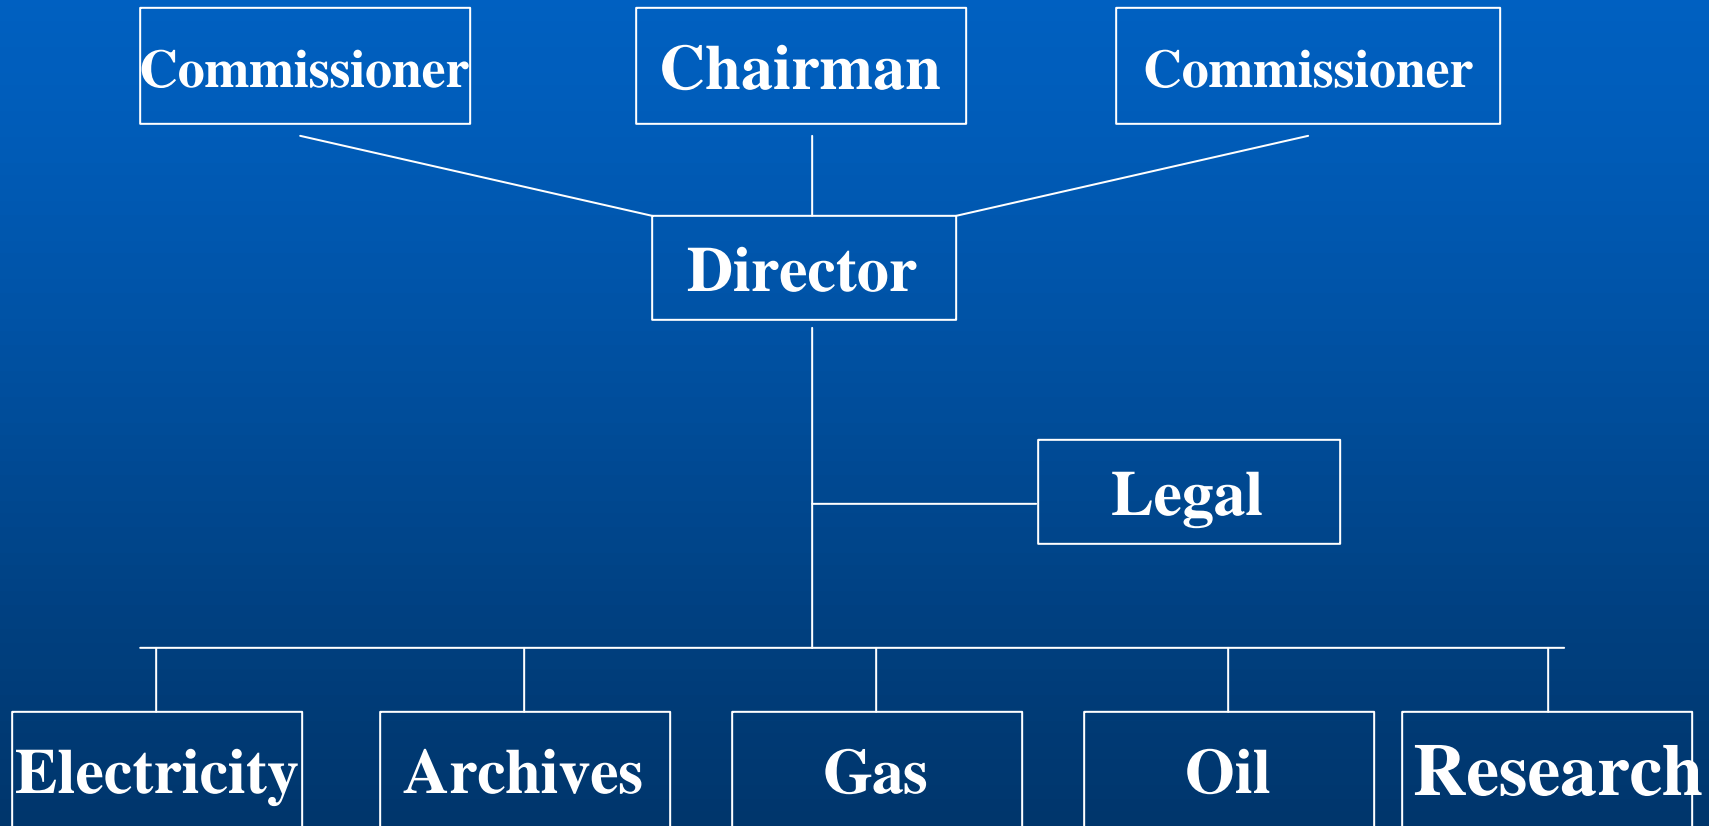 Commissioner
Chairman
Commissioner
Director
Legal
Electricity
Archives
Gas
Oil
Research